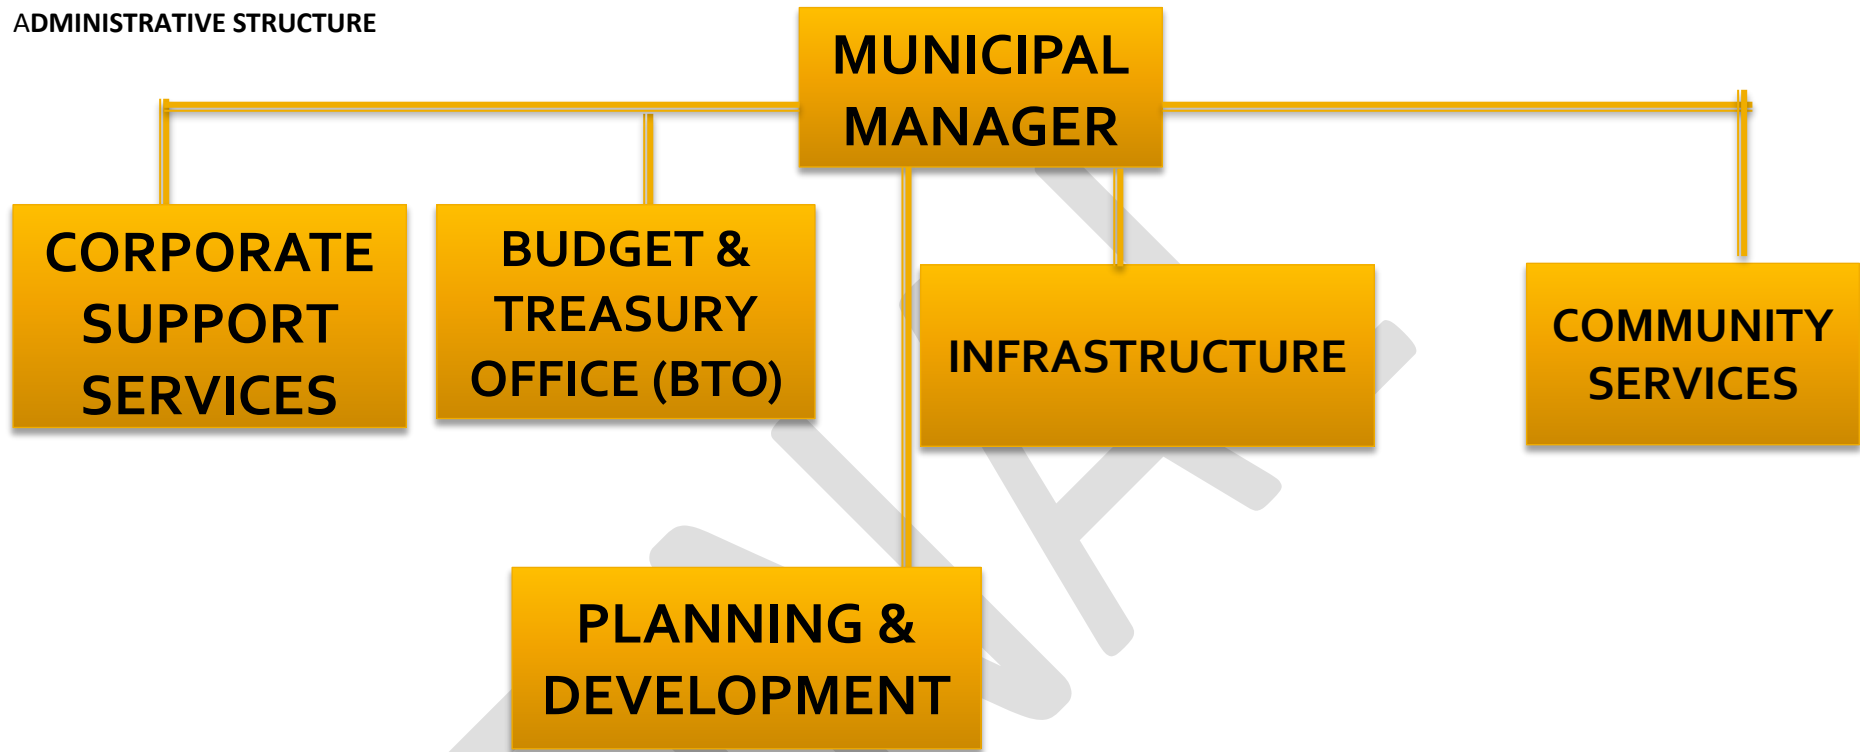 ADMINISTRATIVE STRUCTURE
MUNICIPAL
MANAGER
CORPORATE
SUPPORT
SERVICES
BUDGET &
TREASURY
OFFICE (BTO)
INFRASTRUCTURE
COMMUNITY
SERVICES
PLANNING &
DEVELOPMENT